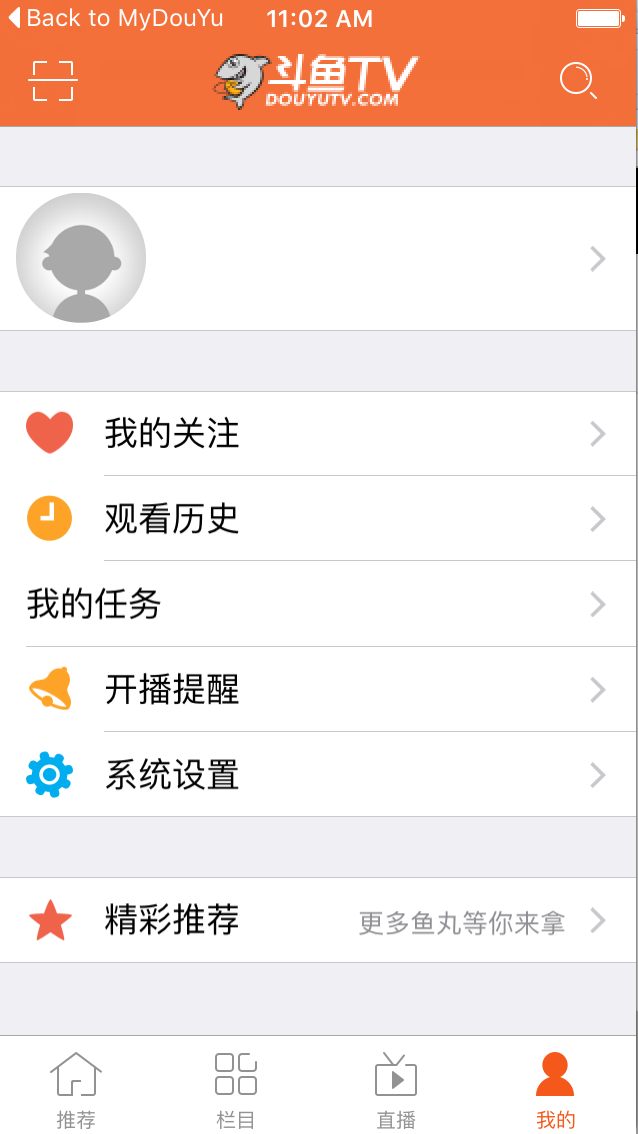 Back to MyDouYu 11:02 AM
斗鱼TV
DOUYUTV.COM
我的关注
观看历史
我的任务
开播提醒
系统设置
精彩推荐 更多鱼丸等你来拿
推荐 栏目 直播 我的